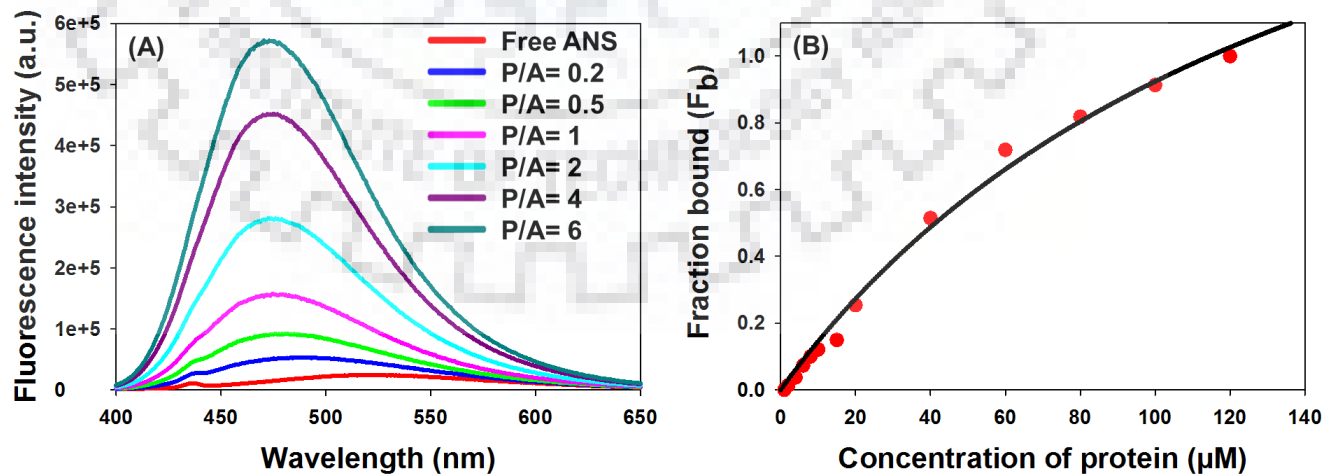 (A)
Fluorescence intensity (a.u.)
6e+5
5e+5
4e+5
3e+5
2e+5
1e+5
0
400 450 500 550 600 650
Wavelength (nm)
Free ANS
P/A= 0.2
P/A= 0.5
P/A= 1
P/A= 2
P/A= 4
P/A= 6
(B)
Fraction bound (Fb)
1.0
0.8
0.6
0.4
0.2
0.0
0 20 40 60 80 100 120 140
Concentration of protein (µM)